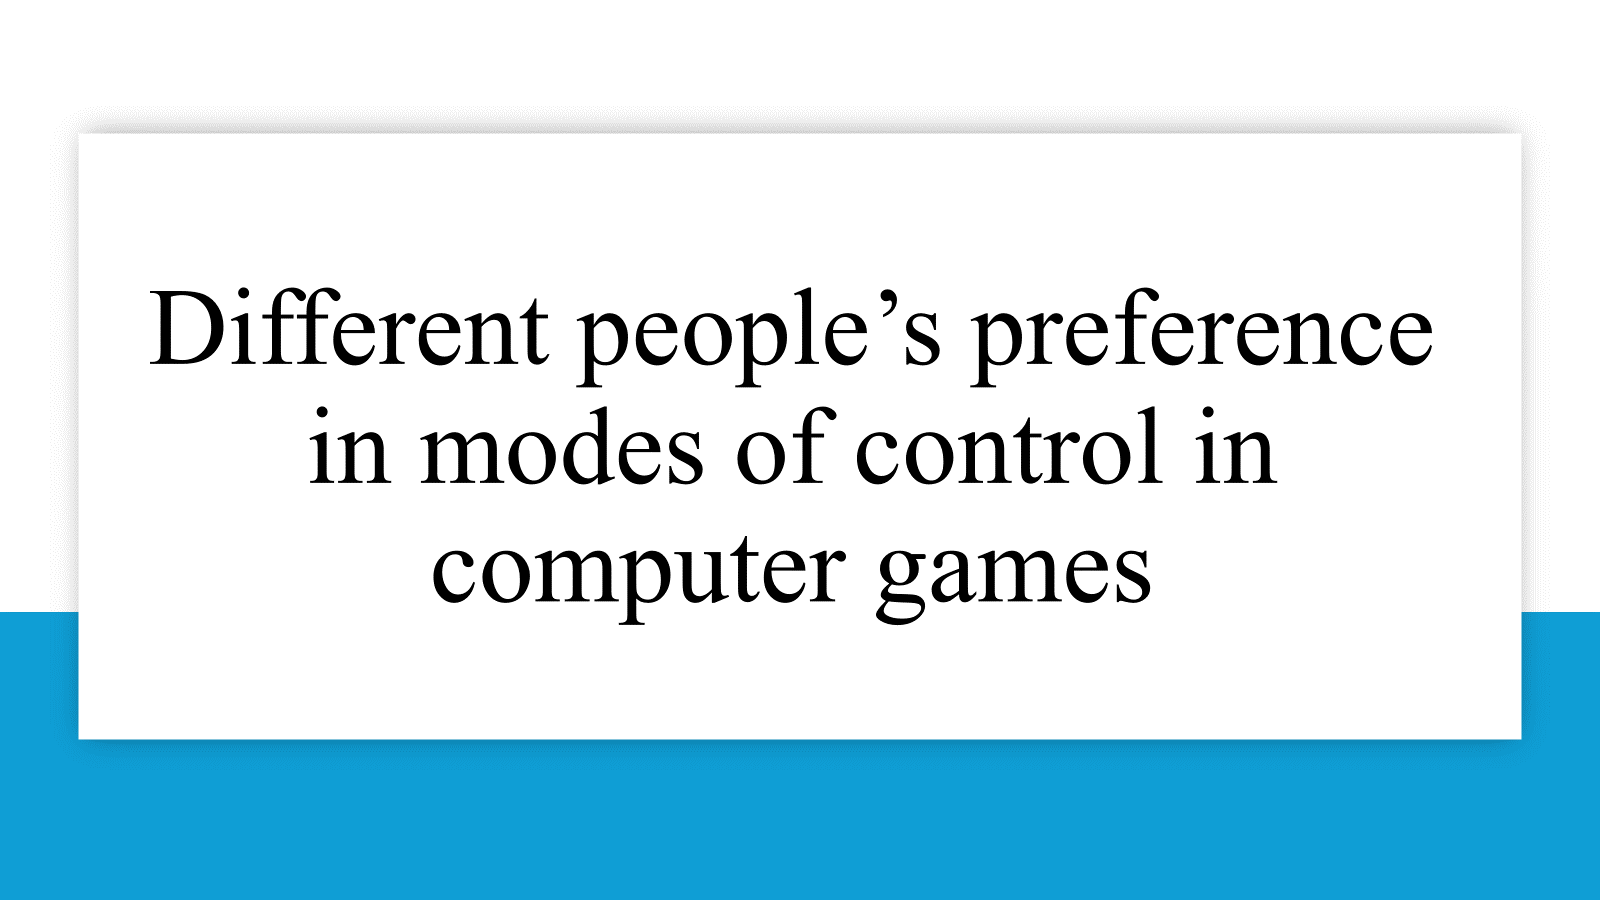 Different people’s preference
in modes of control in
computer games